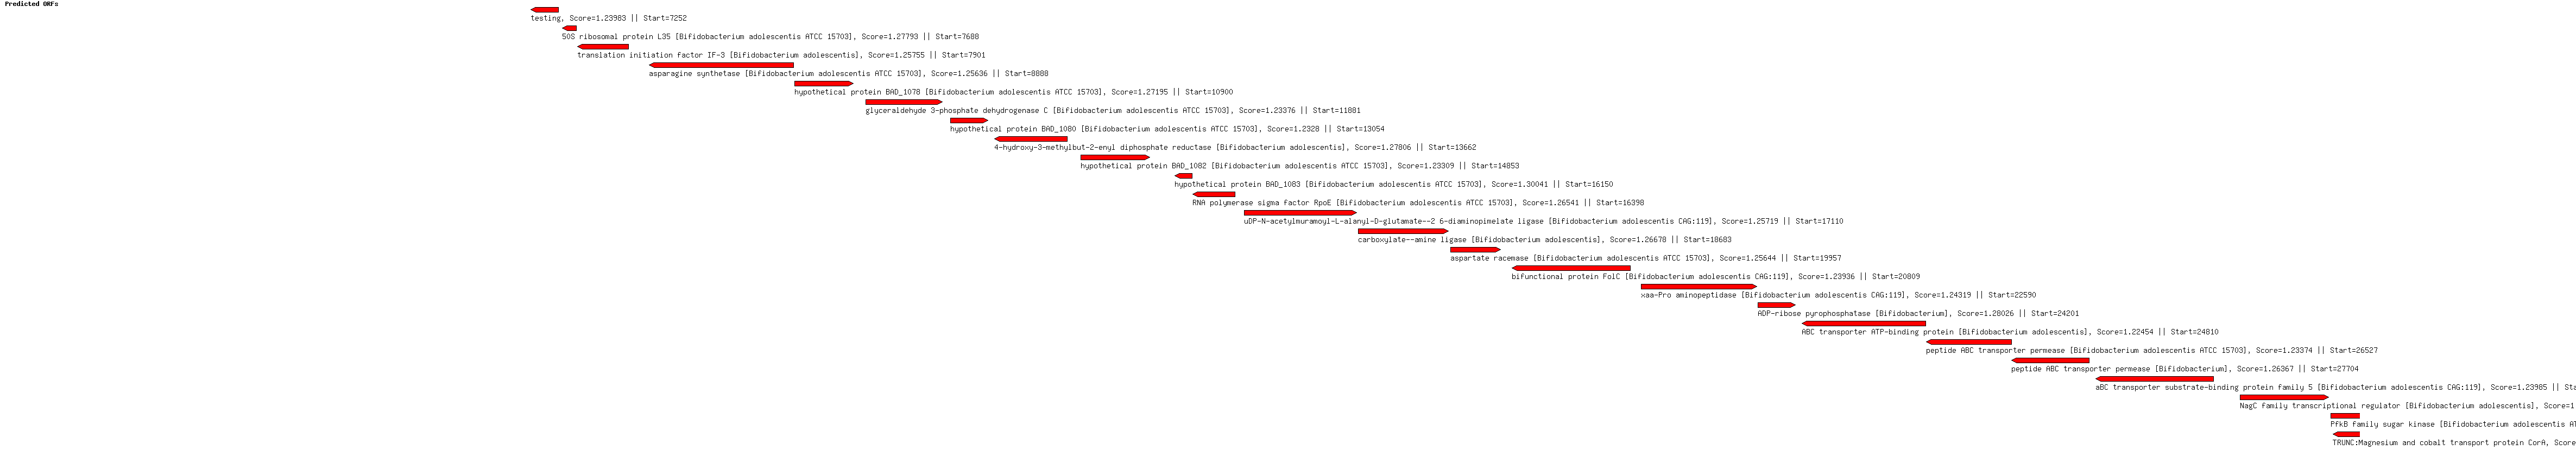 Predicted ORFs
testing, Score=1.23983 || Start=7252
50S ribosomal protein L35 [Bifidobacterium adolescentis ATCC 15703], Score=1.27793 || Start=7688
translation initiation factor IF-3 [Bifidobacterium adolescentis], Score=1.25755 || Start=7901
asparagine synthetase [Bifidobacterium adolescentis ATCC 15703], Score=1.25636 || Start=8888
hypothetical protein BAD_1078 [Bifidobacterium adolescentis ATCC 15703], Score=1.27195 || Start=10900
glyceraldehyde 3-phosphate dehydrogenase C [Bifidobacterium adolescentis ATCC 15703], Score=1.23376 || Start=11881
hypothetical protein BAD_1080 [Bifidobacterium adolescentis ATCC 15703], Score=1.2328 || Start=13054
4-hydroxy-3-methylbut-2-enyl diphosphate reductase [Bifidobacterium adolescentis], Score=1.27806 || Start=13662
hypothetical protein BAD_1082 [Bifidobacterium adolescentis ATCC 15703], Score=1.23309 || Start=14853
hypothetical protein BAD_1083 [Bifidobacterium adolescentis ATCC 15703], Score=1.30041 || Start=16150
RNA polymerase sigma factor RpoE [Bifidobacterium adolescentis ATCC 15703], Score=1.26541 || Start=16398
uDP-N-acetylmuramoyl-L-alanyl-D-glutamate--2 6-diaminopimelate ligase [Bifidobacterium adolescentis CAG:119], Score=1.25719 || Start=17110
carboxylate--amine ligase [Bifidobacterium adolescentis], Score=1.26678 || Start=18683
aspartate racemase [Bifidobacterium adolescentis ATCC 15703], Score=1.25644 || Start=19957
bifunctional protein FolC [Bifidobacterium adolescentis CAG:119], Score=1.23936 || Start=20809
xaa-Pro aminopeptidase [Bifidobacterium adolescentis CAG:119], Score=1.24319 || Start=22590
ADP-ribose pyrophosphatase [Bifidobacterium], Score=1.28026 || Start=24201
ABC transporter ATP-binding protein [Bifidobacterium adolescentis], Score=1.22454 || Start=24810
peptide ABC transporter permease [Bifidobacterium adolescentis ATCC 15703], Score=1.23374 || Start=26527
peptide ABC transporter permease [Bifidobacterium], Score=1.26367 || Start=27704
aBC transporter substrate-binding protein family 5 [Bifidobacterium adolescentis CAG:119], Score=1.23985 || Sta
NagC family transcriptional regulator [Bifidobacterium adolescentis], Score=1
PfkB family sugar kinase [Bifidobacterium adolescentis AT
TRUNC:Magnesium and cobalt transport protein CorA, Score